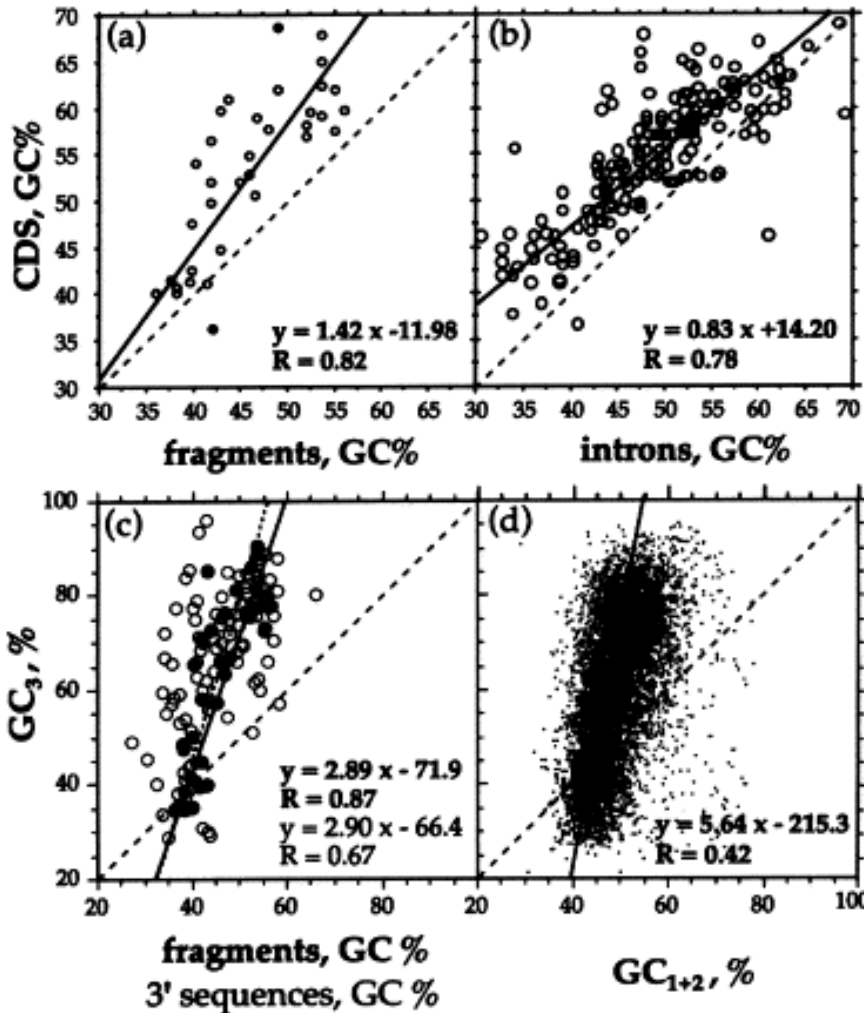 (a)
(b)
70
65
60
55
50
45
40
35
30
CDS, GC%
y = 1.42 x -11.98
R = 0.82
y = 0.83 x +14.20
R = 0.78
30 35 40 45 50 55 60 65
30 35 40 45 50 55 60 65 70
fragments, GC%
introns, GC%
(c)
(d)
100
80
60
40
20
GC3, %
y = 2.89 x - 71.9
R = 0.87
y = 2.90 x - 66.4
R = 0.67
y = 5,64 x - 215.3
R = 0.42
20 40 60 80 20
40 60 80 100
fragments, GC %
3' sequences, GC %
GC1+2, %